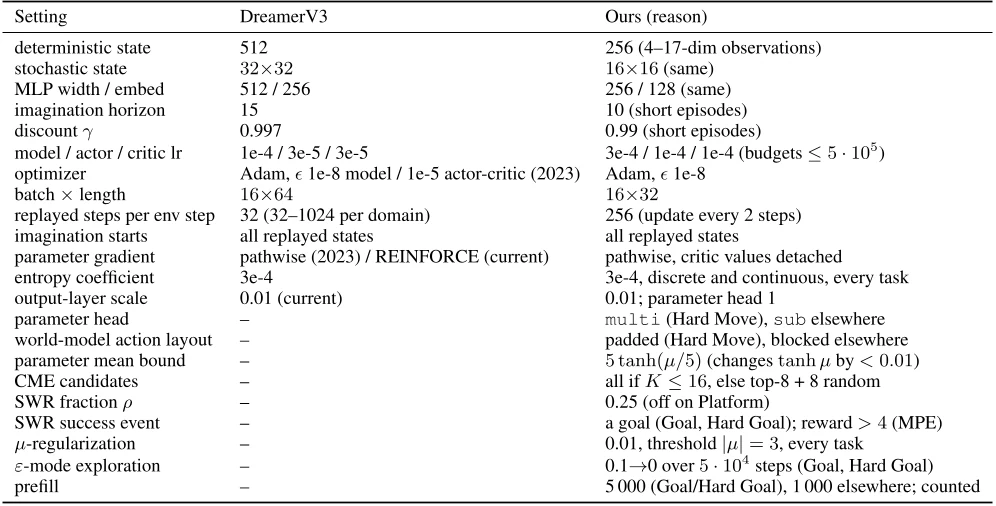 Setting DreamerV3 Ours (reason)
deterministic state 512 256 (4–17-dim observations)
stochastic state 32×32 16×16 (same)
MLP width / embed 512 / 256 256 / 128 (same)
imagination horizon 15 10 (short episodes)
discount γ 0.997 0.99 (short episodes)
model / actor / critic lr 1e-4 / 3e-5 / 3e-5 3e-4 / 1e-4 / 1e-4 (budgets ≤ 5 · 10⁵)
optimizer Adam, ϵ 1e-8 model / 1e-5 actor-critic (2023) Adam, ϵ 1e-8
batch × length 16×64 16×32
replayed steps per env step 32 (32–1024 per domain) 256 (update every 2 steps)
imagination starts all replayed states all replayed states
parameter gradient pathwise (2023) / REINFORCE (current) pathwise, critic values detached
entropy coefficient 3e-4 3e-4, discrete and continuous, every task
output-layer scale 0.01 (current) 0.01; parameter head 1
parameter head – multi (Hard Move), sub elsewhere
world-model action layout – padded (Hard Move), blocked elsewhere
parameter mean bound – 5 tanh(μ/5) (changes tanh μ by < 0.01)
CME candidates – all if K ≤ 16, else top-8 + 8 random
SWR fraction ρ – 0.25 (off on Platform)
SWR success event – a goal (Goal, Hard Goal); reward > 4 (MPE)
μ-regularization – 0.01, threshold |μ| = 3, every task
ε-mode exploration – 0.1→0 over 5 · 10⁴ steps (Goal, Hard Goal)
prefill – 5 000 (Goal/Hard Goal), 1 000 elsewhere; counted